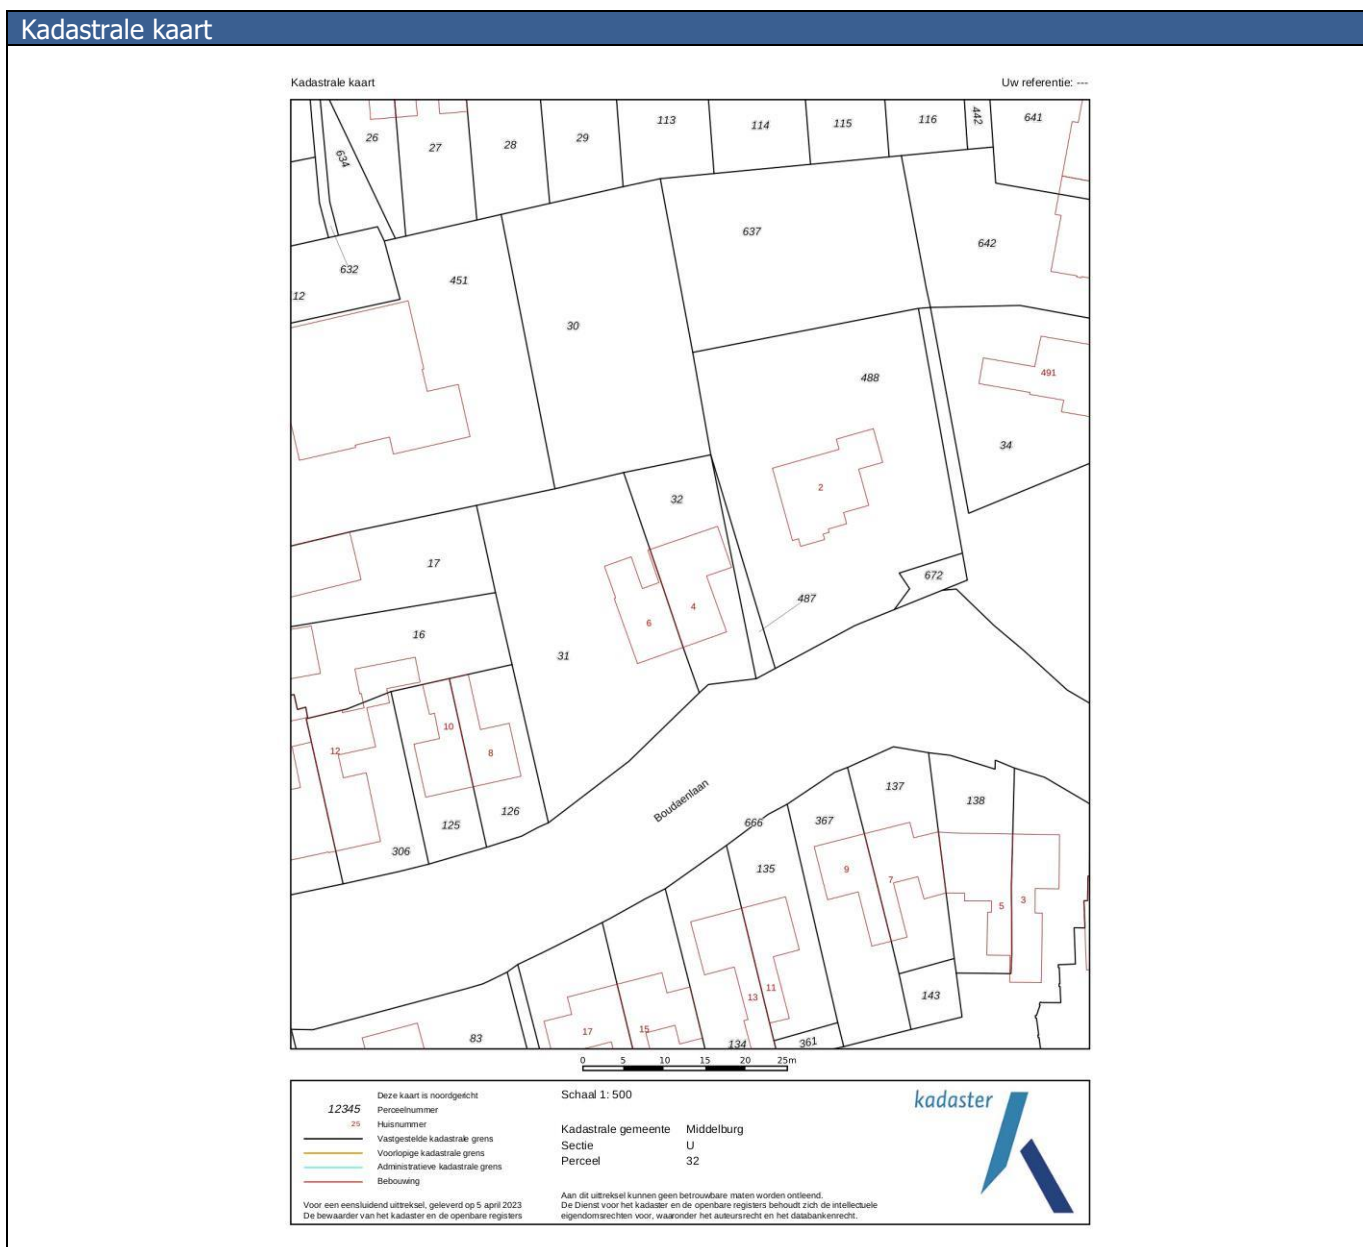 Kadastrale kaart
Kadastrale kaart
Uw referentie: ---
26
27
28
29
113
114
115
116
442
641
634
632
12
451
30
637
642
488
491
34
2
32
17
16
31
6
4
487
672
12
10
8
306
125
126
Boudaenlaan
666
135
367
137
138
9
7
5
3
143
13
11
17
15
134
361
83
0 5 10 15 20 25m
Deze kaart is noordgericht
12345 Perceelnummer
25 Huisnummer
Vastgestelde kadastrale grens
Voorlopige kadastrale grens
Administratieve kadastrale grens
Bebouwing
Voor een eensluidend uittreksel, geleverd op 5 april 2023
De bewaarder van het kadaster en de openbare registers
Schaal 1: 500
Kadastrale gemeente Middelburg
Sectie U
Perceel 32
Aan dit uittreksel kunnen geen betrouwbare maten worden ontleend.
De Dienst voor het kadaster en de openbare registers behoudt zich de intellectuele
eigendomsrechten voor, waaronder het auteursrecht en het databankenrecht.
kadaster